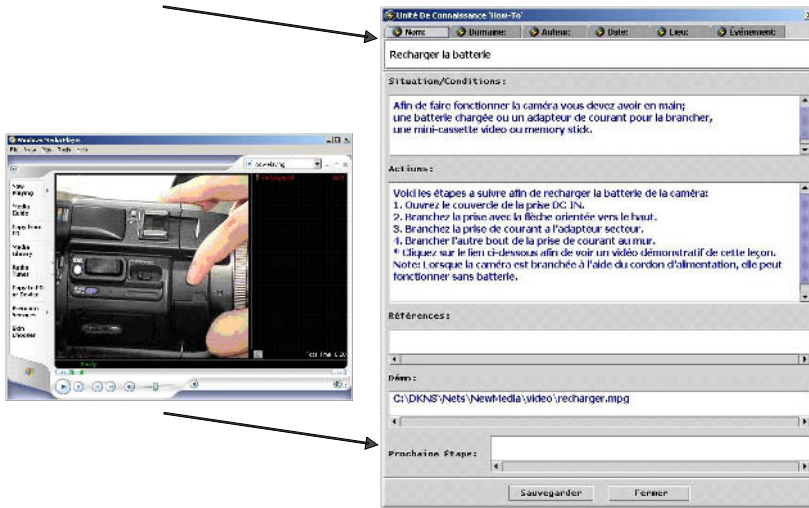 Windows Media Player
File View Play Tools Help
Now Playing
Now
Playing
Media
Guide
Copy from
CD
Media
Library
Radio
Tuner
Copy to CD
or Device
Premium
Services
Skin
Chooser
Ready
Unité De Connaissance 'How-To'
Nom: Domaine: Auteur: Date: Lieu: Événement:
Recharger la batterie
Situation/Conditions:
Afin de faire fonctionner la caméra vous devez avoir en main;
une batterie chargée ou un adapteur de courant pour la brancher,
une mini-cassette video ou memory stick.
Actions:
Voici les étapes a suivre afin de recharger la batterie de la caméra:
1. Ouvrez le couvercle de la prise DC IN.
2. Branchez la prise avec la flèche orientée vers le haut.
3. Branchez la prise de courant a l'adapteur secteur.
4. Brancher l'autre bout de la prise de courant au mur.
* Cliquez sur le lien ci-dessous afin de voir un vidéo démonstratif de cette leçon.
Note: Lorsque la caméra est branchée à l'aide du cordon d'alimentation, elle peut
fonctionner sans batterie.
Références:
Démo:
C:\DKNS\Nets\NewMedia\video\recharger.mpg
Prochaine Étape:
Sauvegarder Fermer